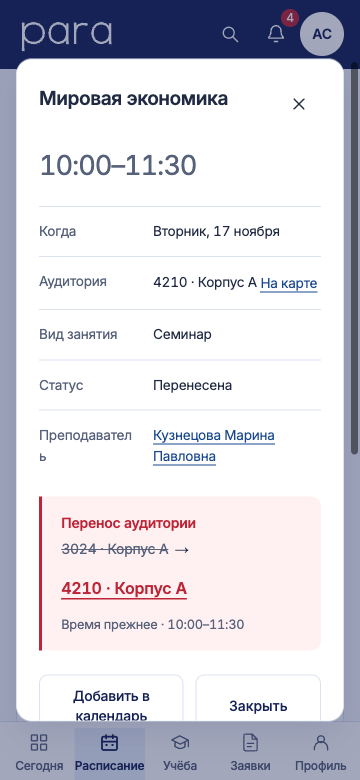 para
4
АС
Мировая экономика
10:00–11:30
Когда
Вторник, 17 ноября
Аудитория
4210 · Корпус А На карте
Вид занятия
Семинар
Статус
Перенесена
Преподавател
ь
Кузнецова Марина
Павловна
Перенос аудитории
3024 · Корпус А →
4210 · Корпус А
Время прежнее · 10:00–11:30
Добавить в
календарь
Закрыть
Сегодня
Расписание
Учёба
Заявки
Профиль